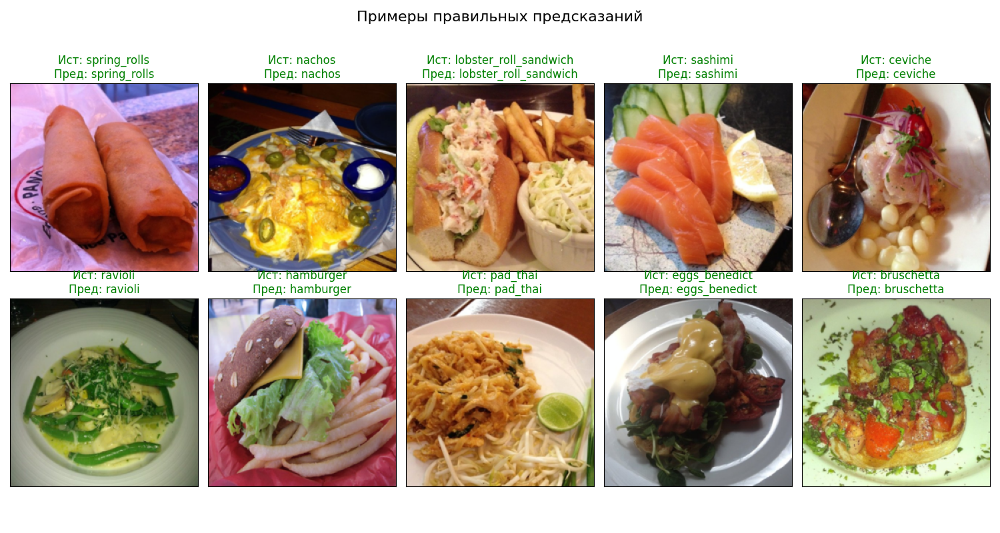 Примеры правильных предсказаний
Ист: spring_rolls
Пред: spring_rolls
Ист: nachos
Пред: nachos
Ист: lobster_roll_sandwich
Пред: lobster_roll_sandwich
Ист: sashimi
Пред: sashimi
Ист: ceviche
Пред: ceviche
Ист: ravioli
Пред: ravioli
Ист: hamburger
Пред: hamburger
Ист: pad_thai
Пред: pad_thai
Ист: eggs_benedict
Пред: eggs_benedict
Ист: bruschetta
Пред: bruschetta